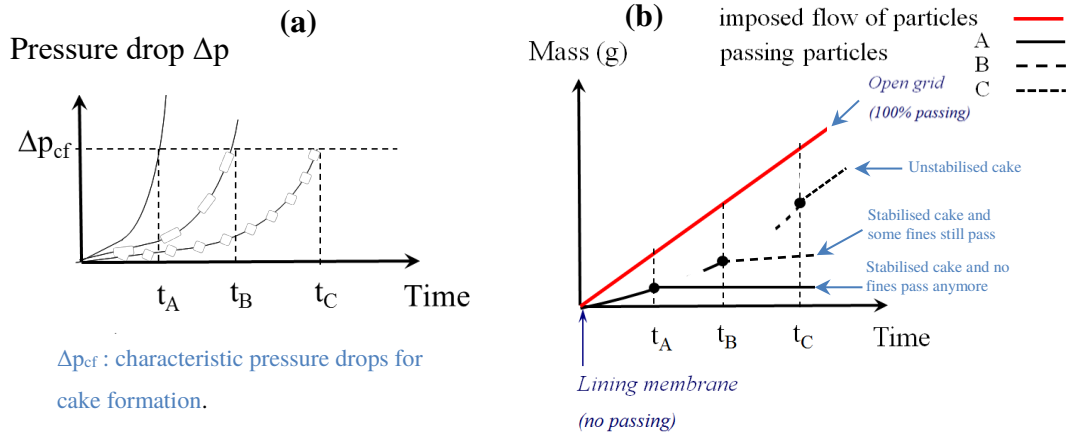 (a)
Pressure drop Δp
Δpcf
tA
tB
tC
Time
Δpcf : characteristic pressure drops for
cake formation.
(b)
imposed flow of particles
passing particles
A
B
C
Mass (g)
Open grid
(100% passing)
Unstabilised cake
Stabilised cake and
some fines still pass
Stabilised cake and no
fines pass anymore
tA
tB
tC
Time
Lining membrane
(no passing)